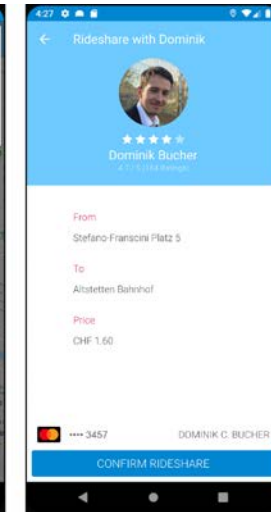 4:27
Rideshare with Dominik
Dominik Bucher
From
Stefano-Franscini Platz 5
To
Altstetten Bahnhof
Price
CHF 1.60
•••• 3457 DOMINIK C. BUCHER
CONFIRM RIDESHARE